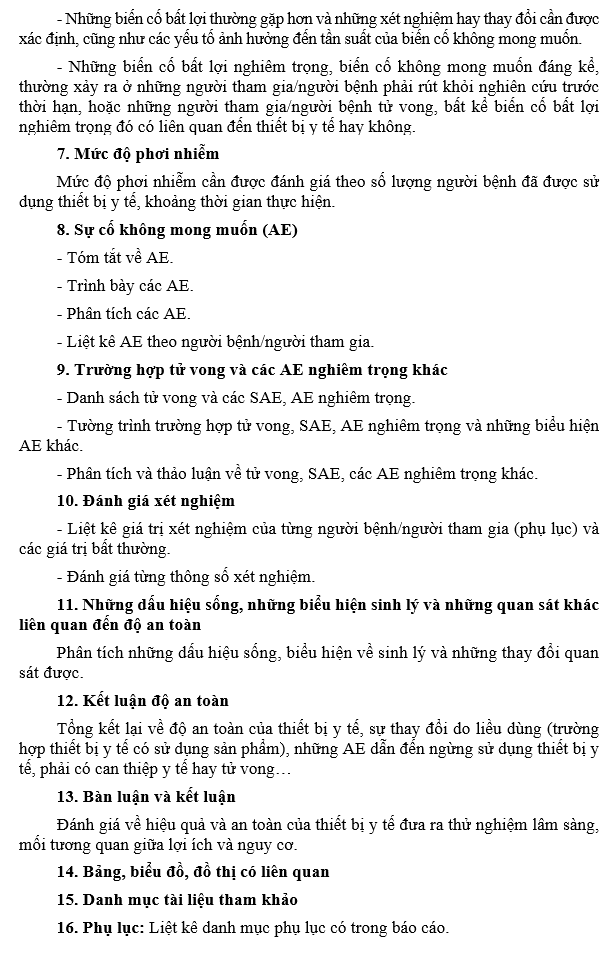 - Những biến cố bất lợi thường gặp hơn và những xét nghiệm hay thay đổi cần được
xác định, cũng như các yếu tố ảnh hưởng đến tần suất của biến cố không mong muốn.
- Những biến cố bất lợi nghiêm trọng, biến cố không mong muốn đáng kể,
thường xảy ra ở những người tham gia/người bệnh phải rút khỏi nghiên cứu trước
thời hạn, hoặc những người tham gia/người bệnh tử vong, bất kể biến cố bất lợi
nghiêm trọng đó có liên quan đến thiết bị y tế hay không.
7. Mức độ phơi nhiễm
Mức độ phơi nhiễm cần được đánh giá theo số lượng người bệnh đã được sử
dụng thiết bị y tế, khoảng thời gian thực hiện.
8. Sự cố không mong muốn (AE)
- Tóm tắt về AE.
- Trình bày các AE.
- Phân tích các AE.
- Liệt kê AE theo người bệnh/người tham gia.
9. Trường hợp tử vong và các AE nghiêm trọng khác
- Danh sách tử vong và các SAE, AE nghiêm trọng.
- Tường trình trường hợp tử vong, SAE, AE nghiêm trọng và những biểu hiện
AE khác.
- Phân tích và thảo luận về tử vong, SAE, các AE nghiêm trọng khác.
10. Đánh giá xét nghiệm
- Liệt kê giá trị xét nghiệm của từng người bệnh/người tham gia (phụ lục) và
các giá trị bất thường.
- Đánh giá từng thông số xét nghiệm.
11. Những dấu hiệu sống, những biểu hiện sinh lý và những quan sát khác
liên quan đến độ an toàn
Phân tích những dấu hiệu sống, biểu hiện về sinh lý và những thay đổi quan
sát được.
12. Kết luận độ an toàn
Tổng kết lại về độ an toàn của thiết bị y tế, sự thay đổi do liều dùng (trường
hợp thiết bị y tế có sử dụng sản phẩm), những AE dẫn đến ngừng sử dụng thiết bị y
tế, phải có can thiệp y tế hay tử vong…
13. Bàn luận và kết luận
Đánh giá về hiệu quả và an toàn của thiết bị y tế đưa ra thử nghiệm lâm sàng,
mối tương quan giữa lợi ích và nguy cơ.
14. Bảng, biểu đồ, đồ thị có liên quan
15. Danh mục tài liệu tham khảo
16. Phụ lục: Liệt kê danh mục phụ lục có trong báo cáo.